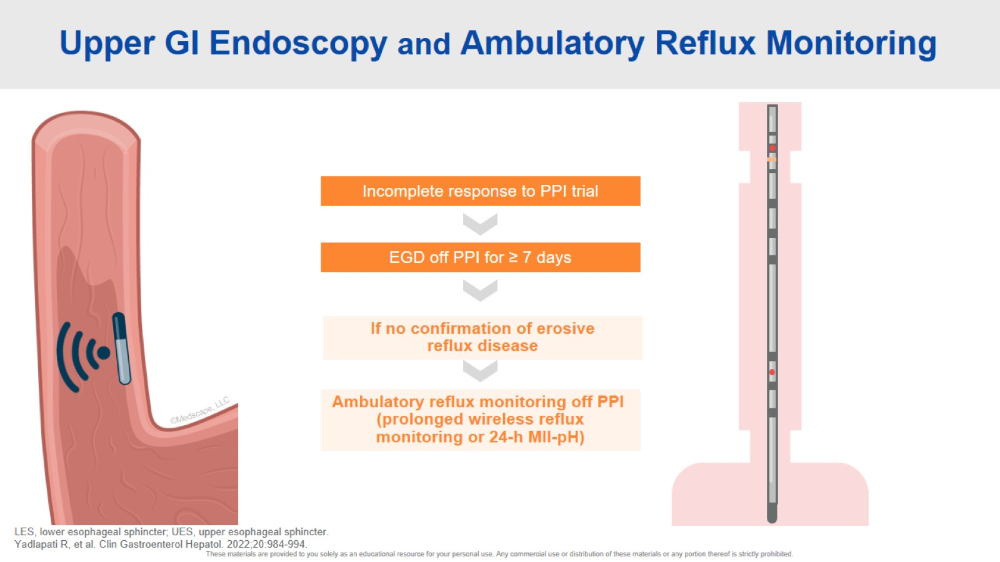 Upper GI Endoscopy and Ambulatory Reflux Monitoring
Incomplete response to PPI trial
EGD off PPI for ≥ 7 days
If no confirmation of erosive
reflux disease
Ambulatory reflux monitoring off PPI
(prolonged wireless reflux
monitoring or 24-h MII-pH)
©Medscape, LLC
LES, lower esophageal sphincter; UES, upper esophageal sphincter.
Yadlapati R, et al. Clin Gastroenterol Hepatol. 2022;20:984-994.
These materials are provided to you solely as an educational resource for your personal use. Any commercial use or distribution of these materials or any portion thereof is strictly prohibited.